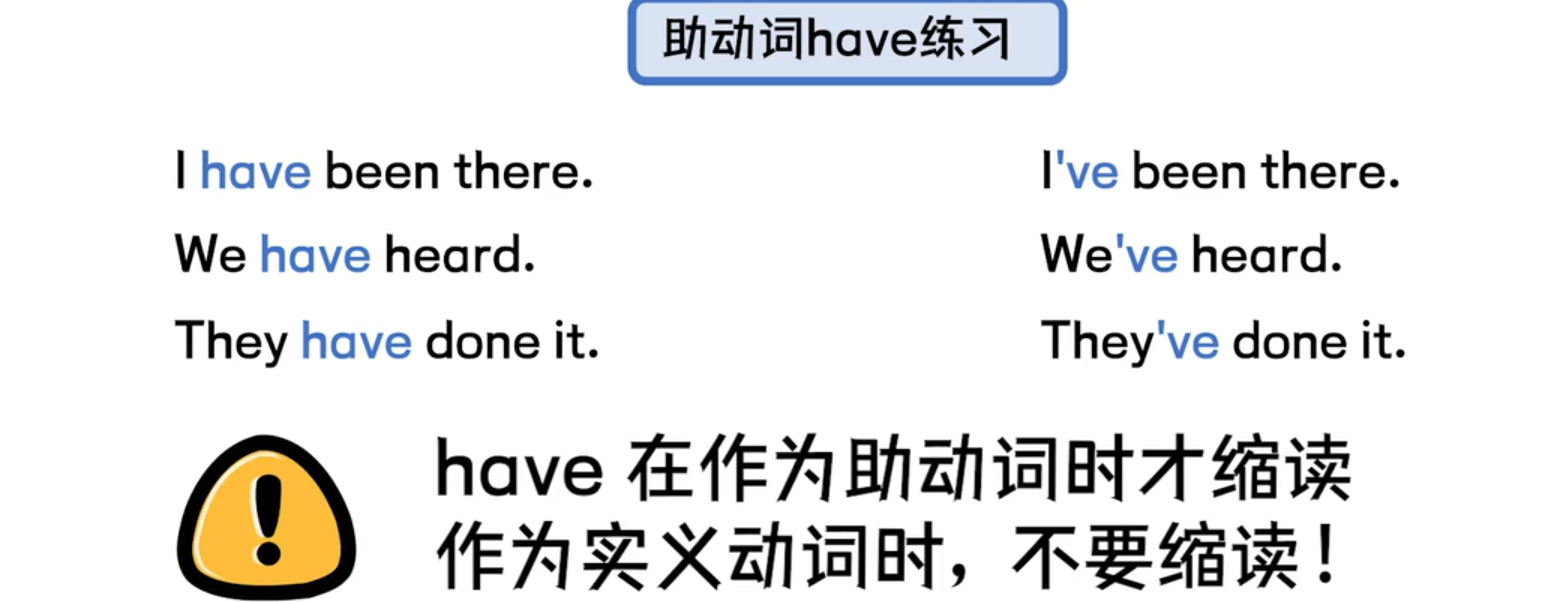 助动词have练习
I have been there.
I've been there.
We have heard.
We've heard.
They have done it.
They've done it.
have 在作为助动词时才缩读
作为实义动词时，不要缩读！